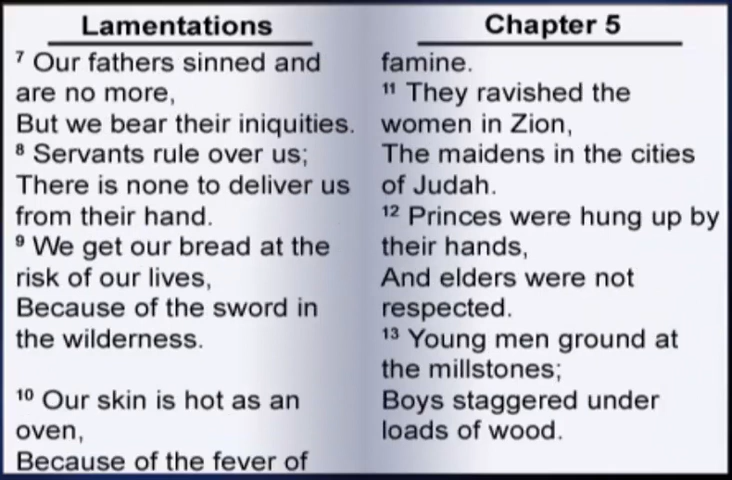 Lamentations
⁷ Our fathers sinned and
are no more,
But we bear their iniquities.
⁸ Servants rule over us;
There is none to deliver us
from their hand.
⁹ We get our bread at the
risk of our lives,
Because of the sword in
the wilderness.
¹⁰ Our skin is hot as an
oven,
Because of the fever of
Chapter 5
famine.
¹¹ They ravished the
women in Zion,
The maidens in the cities
of Judah.
¹² Princes were hung up by
their hands,
And elders were not
respected.
¹³ Young men ground at
the millstones;
Boys staggered under
loads of wood.